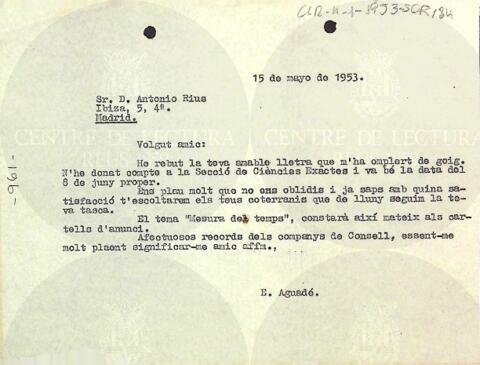 CLR-4-1-1953-SCR/84
15 de mayo de 1953.
Sr. D. Antonio Rius
Ibiza, 5, 4º.
Madrid.
Volgut amic:
He rebut la teva amable lletra que m'ha omplert de goig.
N'he donat compte a la Secció de Ciències Exactes i va bé la data del
8 de juny proper.
Ens plau molt que no ens oblidis i ja saps amb quina sa-
tisfacció t'escoltarem els teus coterranis que de lluny seguim la te-
va tasca.
El tema "Mesura del temps", constarà així mateix als car-
tells d'anunci.
Afectuosos records dels companys de Consell, essent-me
molt plaent significar-me amic affm.,
E. Aguadé.
-196-
CENTRE DE LECTURA
REUS
CENTRE DE LECTURA